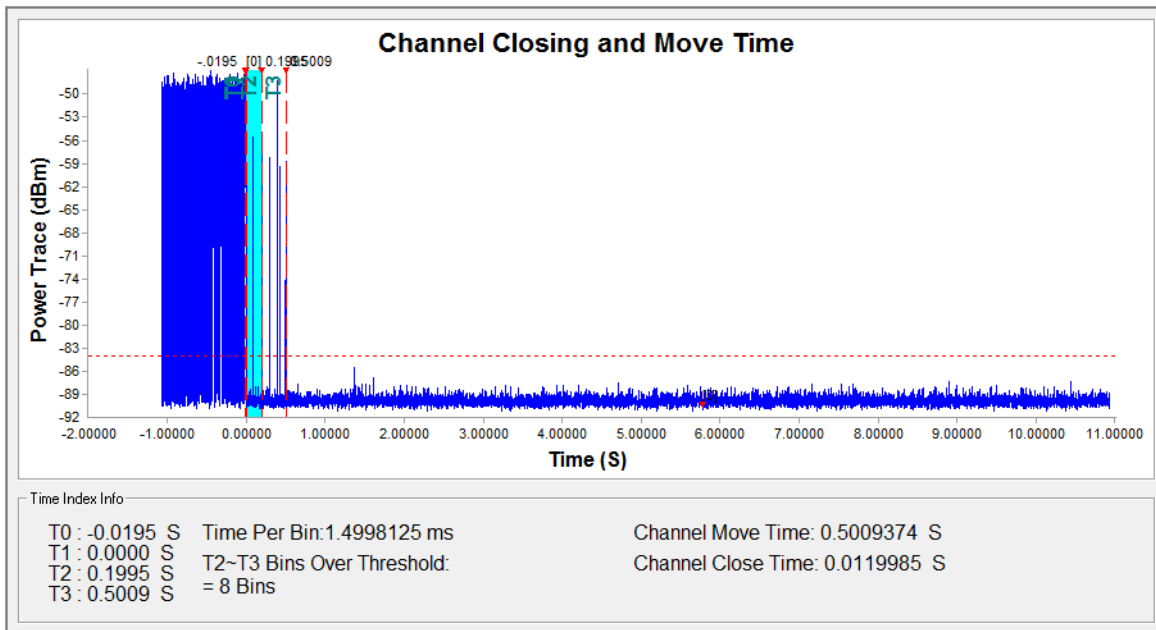 Channel Closing and Move Time
-.0195 [0] 0.1995 0.5009
T2
T3
Power Trace (dBm)
-50
-53
-56
-59
-62
-65
-68
-71
-74
-77
-80
-83
-86
-89
-92
-2.00000 -1.00000 0.00000 1.00000 2.00000 3.00000 4.00000 5.00000 6.00000 7.00000 8.00000 9.00000 10.00000 11.00000
Time (S)
Time Index Info
T0 : -0.0195 S
T1 : 0.0000 S
T2 : 0.1995 S
T3 : 0.5009 S
Time Per Bin:1.4998125 ms
T2~T3 Bins Over Threshold:
= 8 Bins
Channel Move Time: 0.5009374 S
Channel Close Time: 0.0119985 S